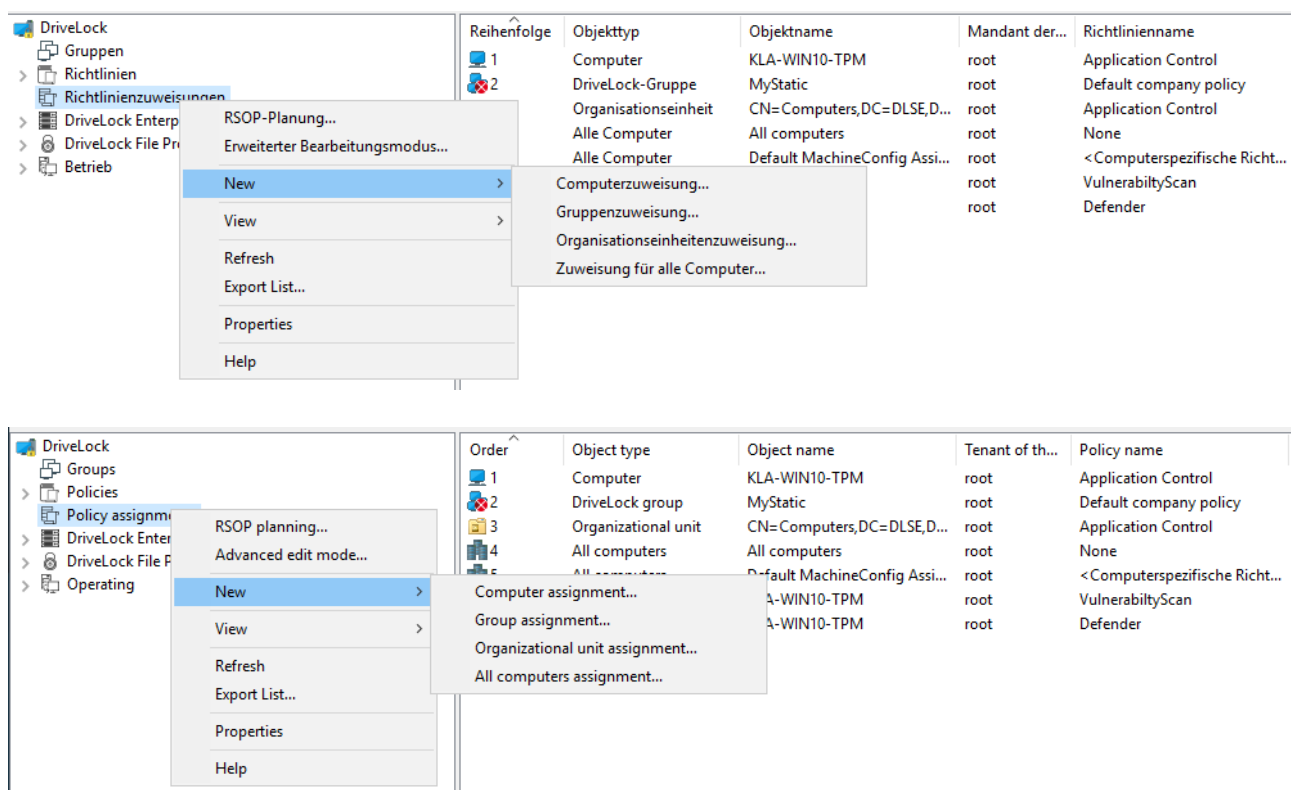 DriveLock
Gruppen
Richtlinien
Richtlinienzuweisungen
DriveLock Enterp
DriveLock File Pr
Betrieb
RSOP-Planung...
Erweiterter Bearbeitungsmodus...
New
View
Refresh
Export List...
Properties
Help
Computerzuweisung...
Gruppenzuweisung...
Organisationseinheitenzuweisung...
Zuweisung für alle Computer...
Reihenfolge Objekttyp Objektname Mandant der... Richtlinienname
1 Computer KLA-WIN10-TPM root Application Control
2 DriveLock-Gruppe MyStatic root Default company policy
Organisationseinheit CN=Computers,DC=DLSE,D... root Application Control
Alle Computer All computers root None
Alle Computer Default MachineConfig Assi... root <Computerspezifische Richt...
root VulnerabiltyScan
root Defender
DriveLock
Groups
Policies
Policy assignm
DriveLock Enter
DriveLock File P
Operating
RSOP planning...
Advanced edit mode...
New
View
Refresh
Export List...
Properties
Help
Computer assignment...
Group assignment...
Organizational unit assignment...
All computers assignment...
Order Object type Object name Tenant of th... Policy name
1 Computer KLA-WIN10-TPM root Application Control
2 DriveLock group MyStatic root Default company policy
3 Organizational unit CN=Computers,DC=DLSE,D... root Application Control
4 All computers All computers root None
5 All computers Default MachineConfig Assi... root <Computerspezifische Richt...
A-WIN10-TPM root VulnerabiltyScan
A-WIN10-TPM root Defender